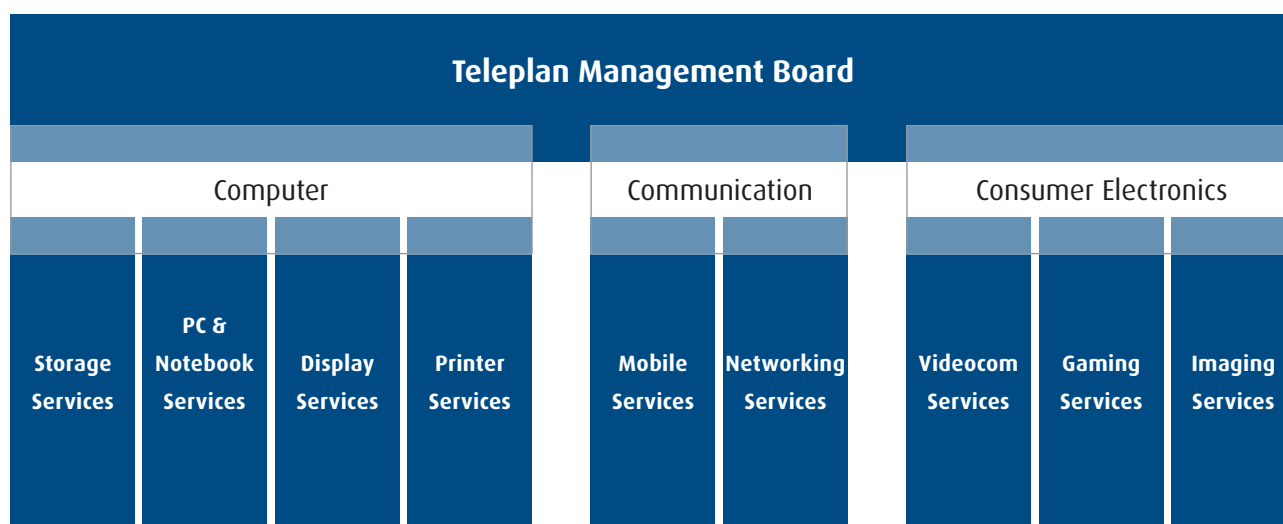 Teleplan Management Board
Computer
Communication
Consumer Electronics
Storage
Services
PC &
Notebook
Services
Display
Services
Printer
Services
Mobile
Services
Networking
Services
Videocom
Services
Gaming
Services
Imaging
Services